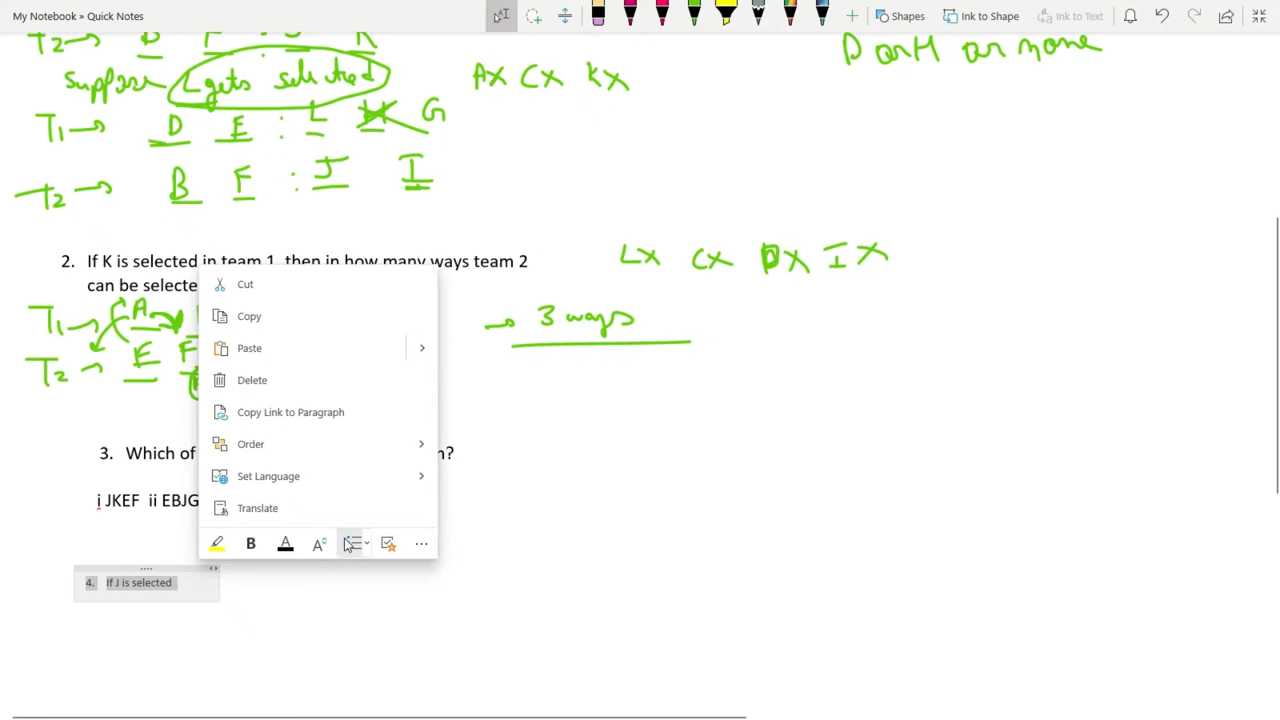 My Notebook » Quick Notes
Shapes
Ink to Shape
Ink to Text
T2 → B F : J K
D or H or none
suppose L gets selected
AX CX KX
T1 → D E : L H G
T2 → B F : J I
2. If K is selected in team 1, then in how many ways team 2
can be selecte
LX CX DX IX
T1 → A
T2 → E F
→ 3 ways
Cut
Copy
Paste
Delete
Copy Link to Paragraph
Order
Set Language
Translate
B A A
3. Which of
n?
i JKEF ii EBJG
4. If J is selected